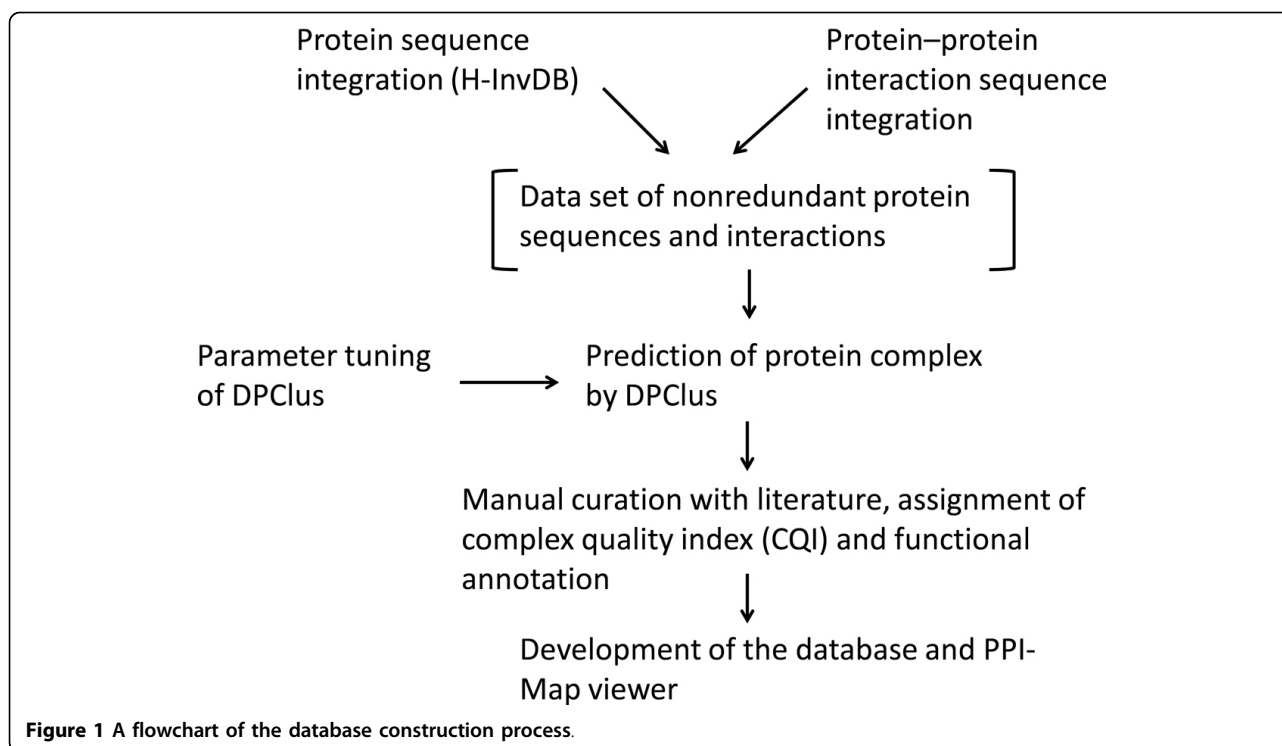 Protein sequence
integration (H-InvDB)
Protein–protein
interaction sequence
integration
Data set of nonredundant protein
sequences and interactions
Parameter tuning
of DPClus
Prediction of protein complex
by DPClus
Manual curation with literature, assignment of
complex quality index (CQI) and functional
annotation
Development of the database and PPI-
Map viewer
Figure 1 A flowchart of the database construction process.